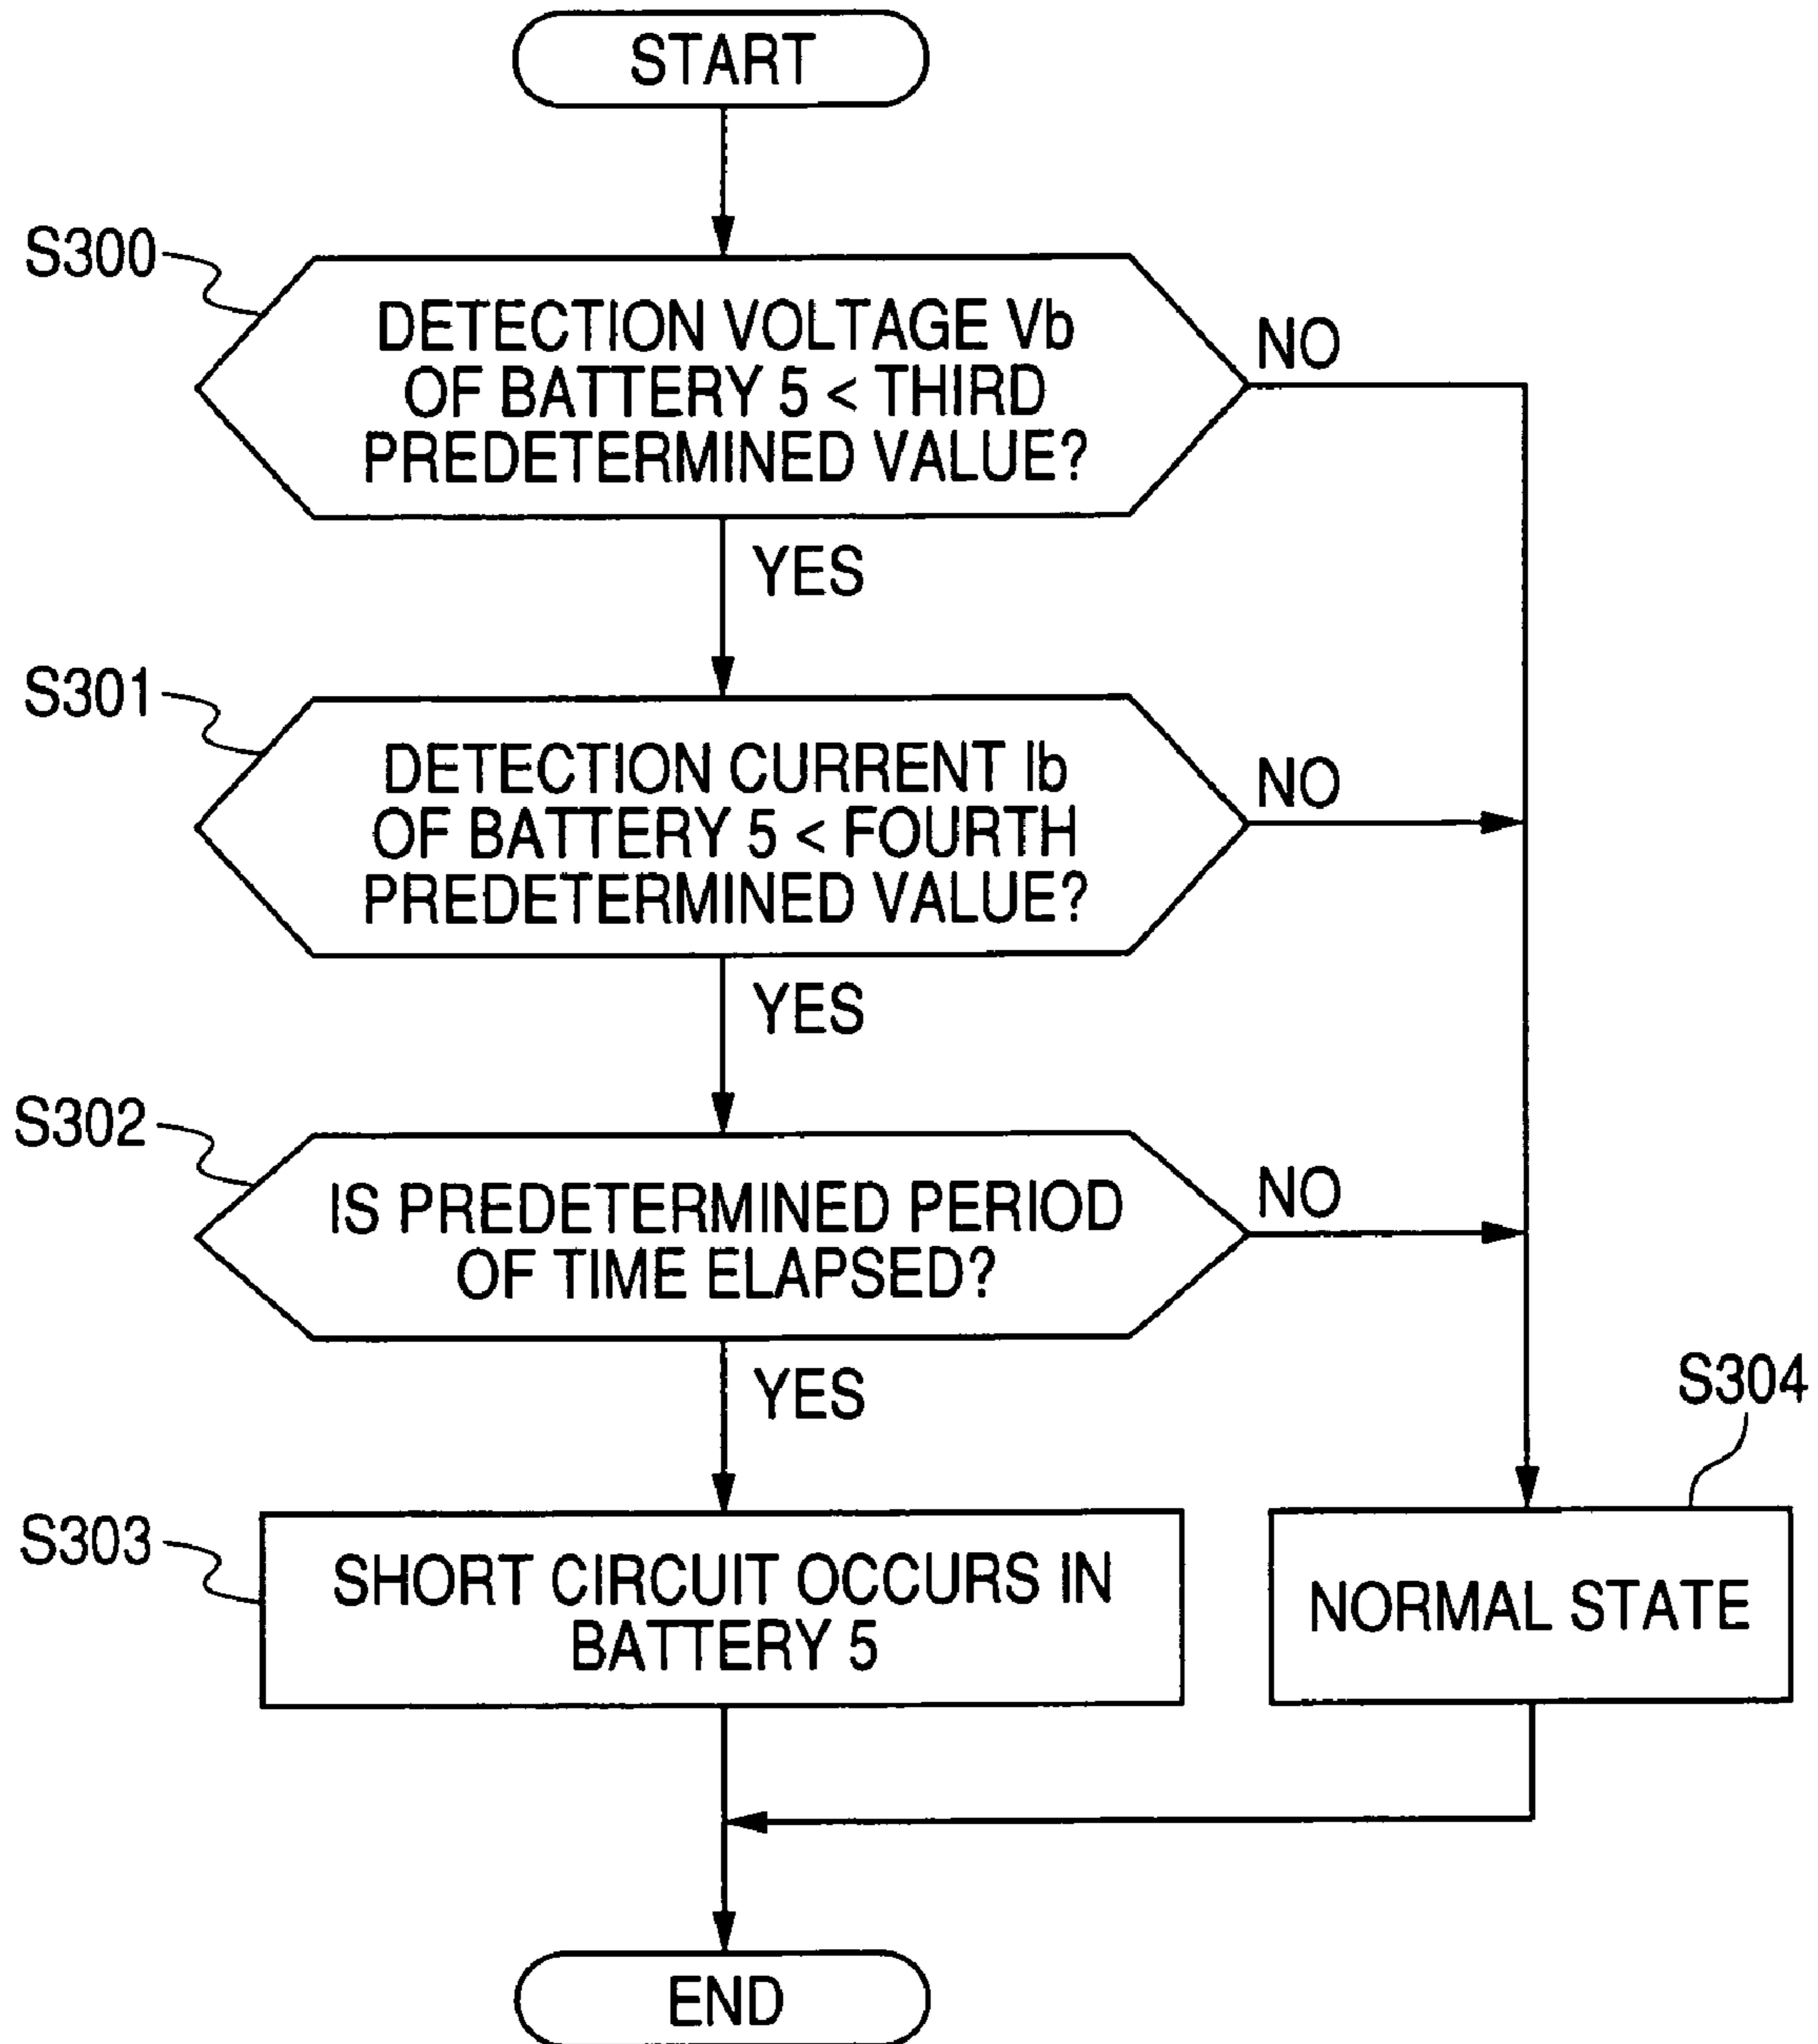 START
S300
DETECTION VOLTAGE Vb
OF BATTERY 5 < THIRD
PREDETERMINED VALUE?
NO
YES
S301
DETECTION CURRENT Ib
OF BATTERY 5 < FOURTH
PREDETERMINED VALUE?
NO
YES
S302
IS PREDETERMINED PERIOD
OF TIME ELAPSED?
NO
YES
S303
SHORT CIRCUIT OCCURS IN
BATTERY 5
S304
NORMAL STATE
END